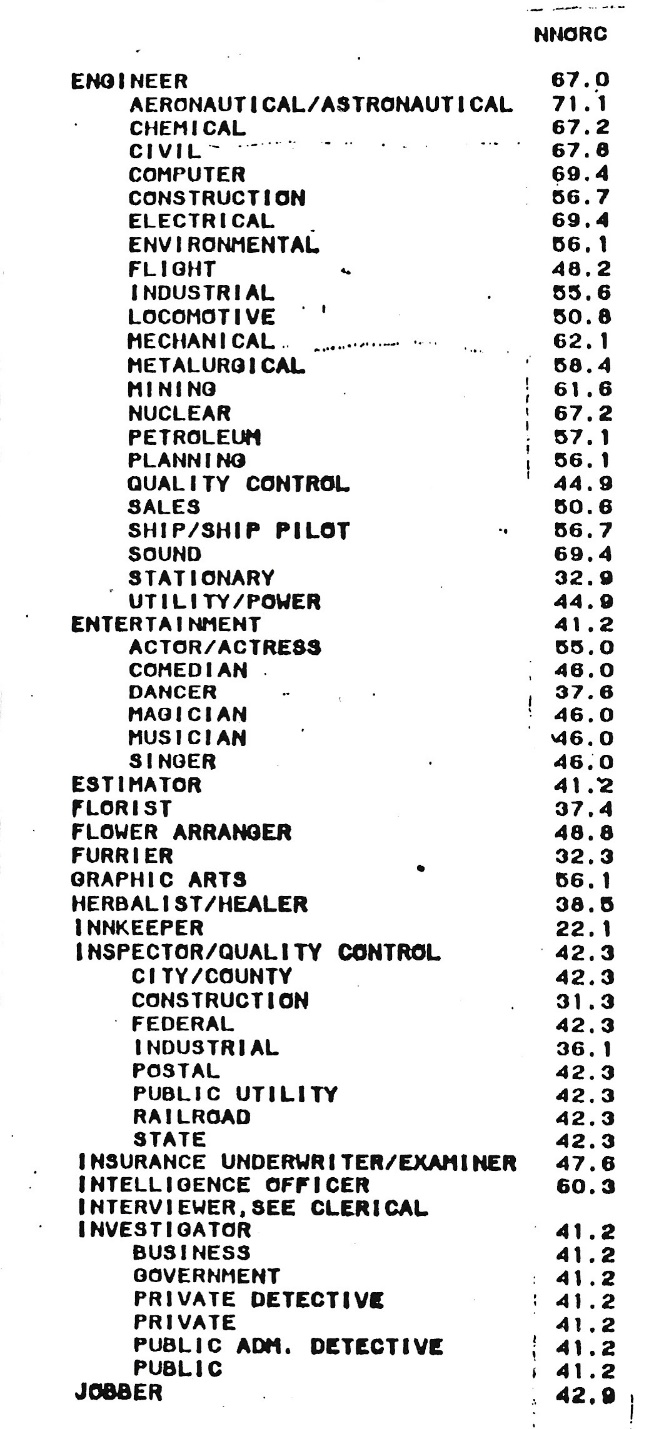 NNORC
ENGINEER 67.0
AERONAUTICAL/ASTRONAUTICAL 71.1
CHEMICAL 67.2
CIVIL 67.8
COMPUTER 69.4
CONSTRUCTION 56.7
ELECTRICAL 69.4
ENVIRONMENTAL 56.1
FLIGHT 48.2
INDUSTRIAL 55.6
LOCOMOTIVE 50.8
MECHANICAL 62.1
METALURGICAL 58.4
MINING 61.6
NUCLEAR 67.2
PETROLEUM 57.1
PLANNING 56.1
QUALITY CONTROL 44.9
SALES 50.6
SHIP/SHIP PILOT 56.7
SOUND 69.4
STATIONARY 32.9
UTILITY/POWER 44.9
ENTERTAINMENT 41.2
ACTOR/ACTRESS 55.0
COMEDIAN 46.0
DANCER 37.6
MAGICIAN 46.0
MUSICIAN 46.0
SINGER 46.0
ESTIMATOR 41.2
FLORIST 37.4
FLOWER ARRANGER 48.8
FURRIER 32.3
GRAPHIC ARTS 56.1
HERBALIST/HEALER 38.5
INNKEEPER 22.1
INSPECTOR/QUALITY CONTROL 42.3
CITY/COUNTY 42.3
CONSTRUCTION 31.3
FEDERAL 42.3
INDUSTRIAL 36.1
POSTAL 42.3
PUBLIC UTILITY 42.3
RAILROAD 42.3
STATE 42.3
INSURANCE UNDERWRITER/EXAMINER 47.6
INTELLIGENCE OFFICER 60.3
INTERVIEWER,SEE CLERICAL
INVESTIGATOR 41.2
BUSINESS 41.2
GOVERNMENT 41.2
PRIVATE DETECTIVE 41.2
PRIVATE 41.2
PUBLIC ADM. DETECTIVE 41.2
PUBLIC 41.2
JOBBER 42.9